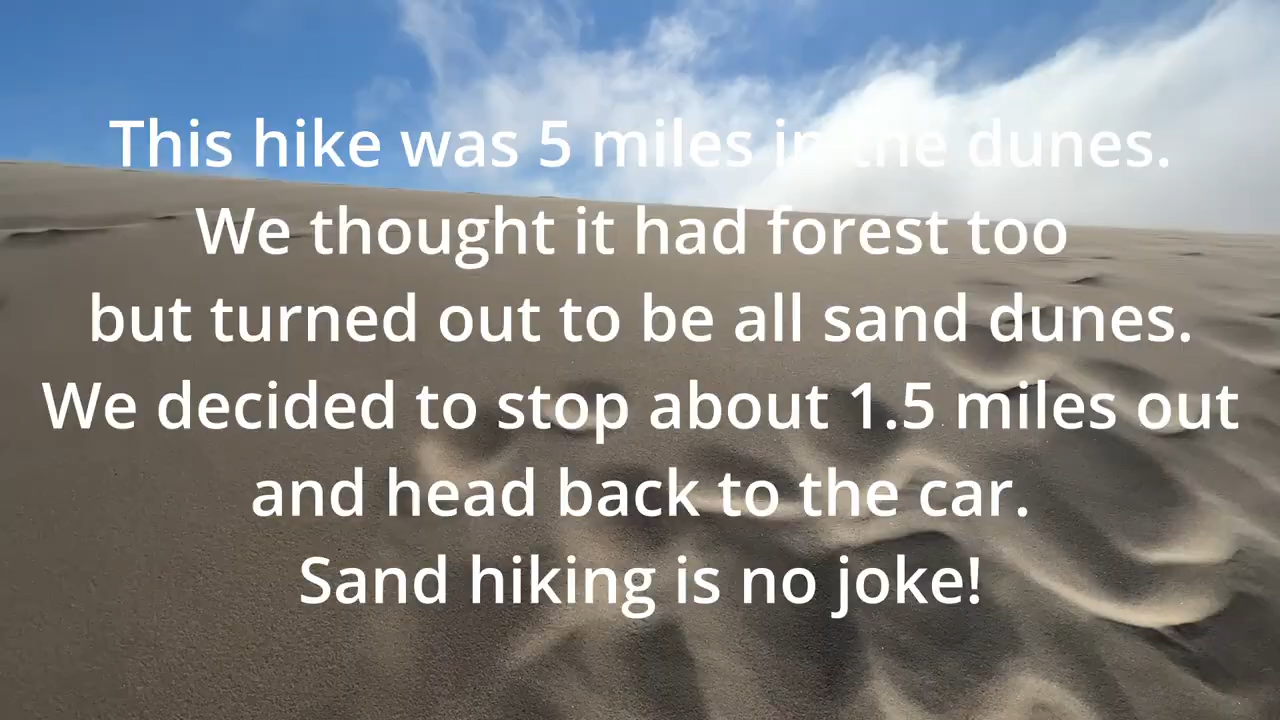 This hike was 5 miles in the dunes.
We thought it had forest too
but turned out to be all sand dunes.
We decided to stop about 1.5 miles out
and head back to the car.
Sand hiking is no joke!